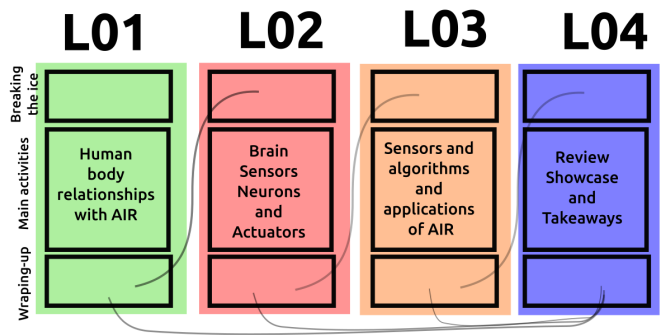 L01
L02
L03
L04
Breaking
the ice
Main activities
Wraping-up
Human
body
relationships
with AIR
Brain
Sensors
Neurons
and
Actuators
Sensors and
algorithms
and
applications
of AIR
Review
Showcase
and
Takeaways